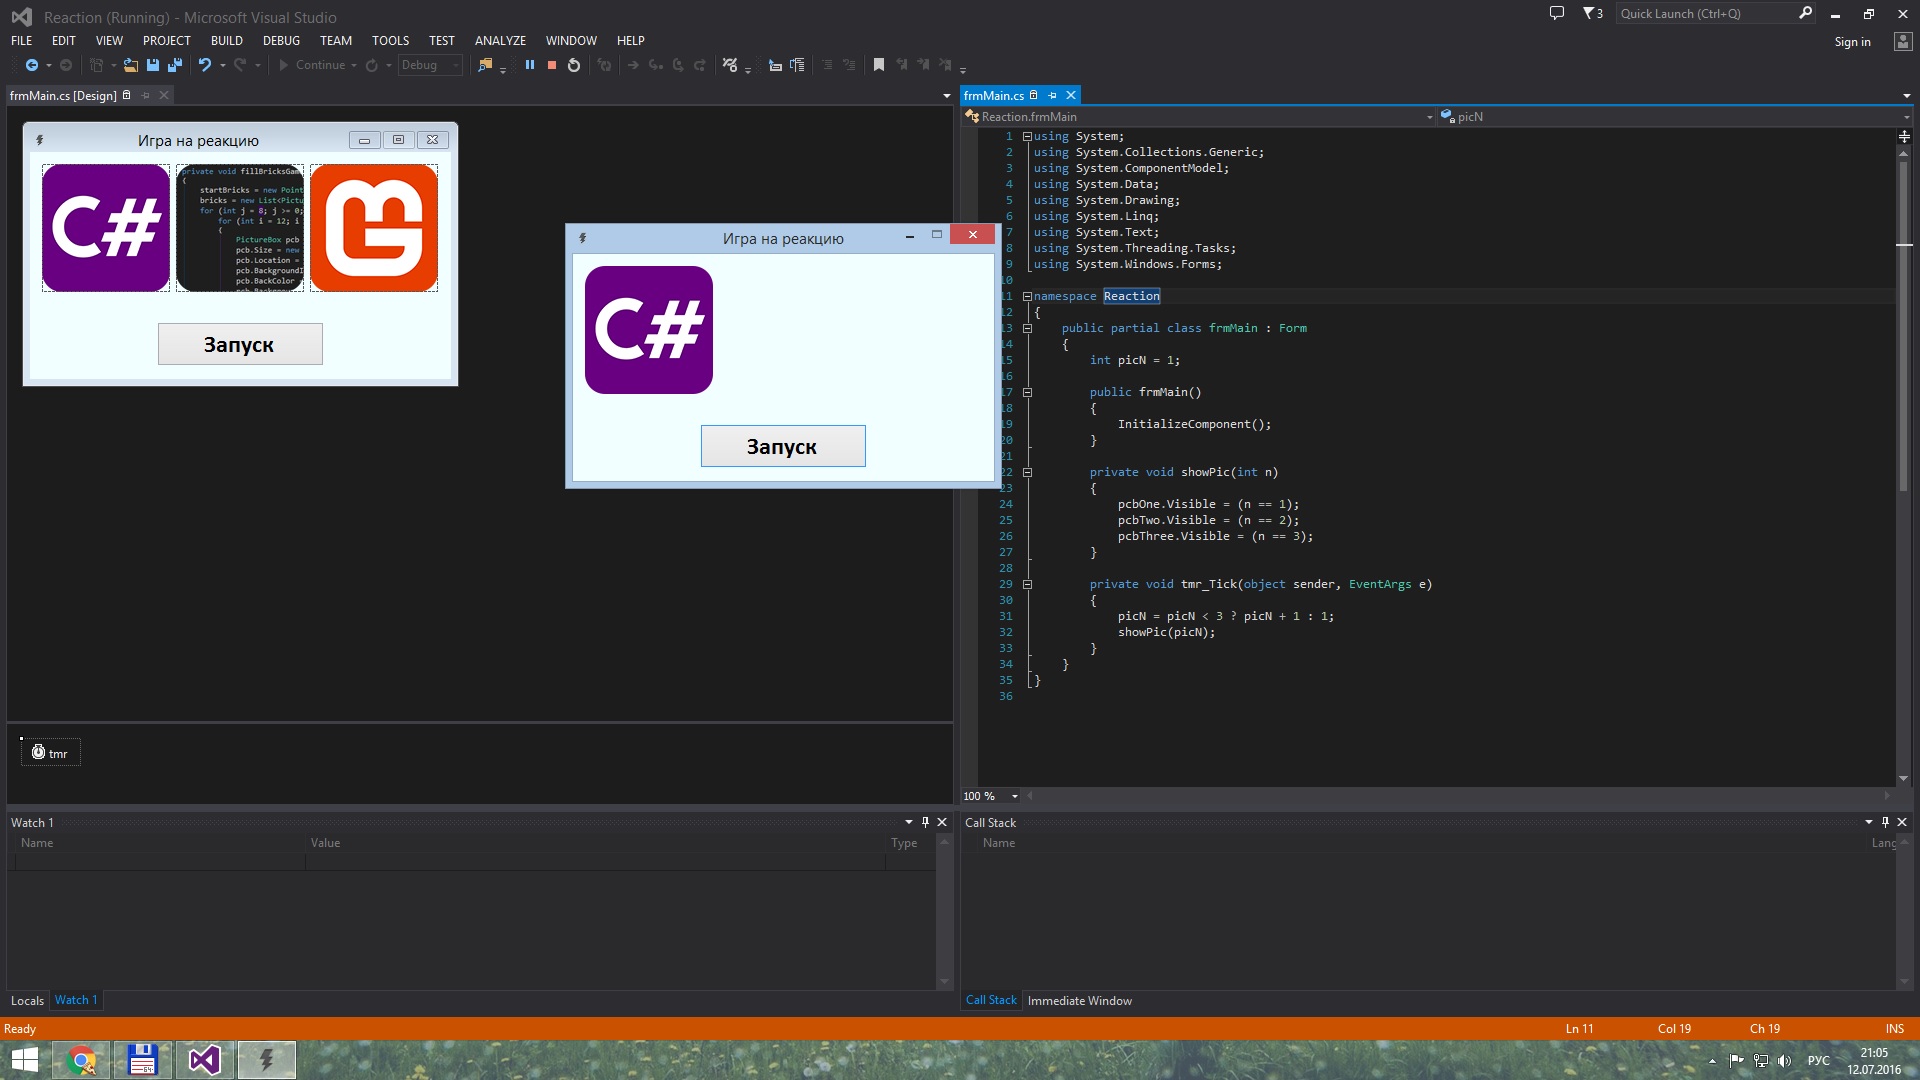 Reaction (Running) - Microsoft Visual Studio
3
Quick Launch (Ctrl+Q)
FILE EDIT VIEW PROJECT BUILD DEBUG TEAM TOOLS TEST ANALYZE WINDOW HELP
Sign in
Continue
Debug
frmMain.cs [Design]
Игра на реакцию
C#
private void fillBricksGam
{
startBricks = new Point
bricks = new List<Pictu
for (int j = 8; j >= 0;
for (int i = 12; i
{
PictureBox pcb
pcb.Size = new
pcb.Location =
pcb.BackgroundI
pcb.BackColor
Запуск
Игра на реакцию
C#
Запуск
tmr
frmMain.cs
Reaction.frmMain
picN
1 using System;
2 using System.Collections.Generic;
3 using System.ComponentModel;
4 using System.Data;
5 using System.Drawing;
6 using System.Linq;
7 using System.Text;
8 using System.Threading.Tasks;
9 using System.Windows.Forms;
10
11 namespace Reaction
12 {
13 public partial class frmMain : Form
14 {
15 int picN = 1;
16
17 public frmMain()
18 {
19 InitializeComponent();
20 }
21
22 private void showPic(int n)
23 {
24 pcbOne.Visible = (n == 1);
25 pcbTwo.Visible = (n == 2);
26 pcbThree.Visible = (n == 3);
27 }
28
29 private void tmr_Tick(object sender, EventArgs e)
30 {
31 picN = picN < 3 ? picN + 1 : 1;
32 showPic(picN);
33 }
34 }
35 }
36
100 %
Watch 1
Name Value Type
Locals Watch 1
Call Stack
Name Lang
Call Stack Immediate Window
Ready Ln 11 Col 19 Ch 19 INS
64
РУС
21:05
12.07.2016